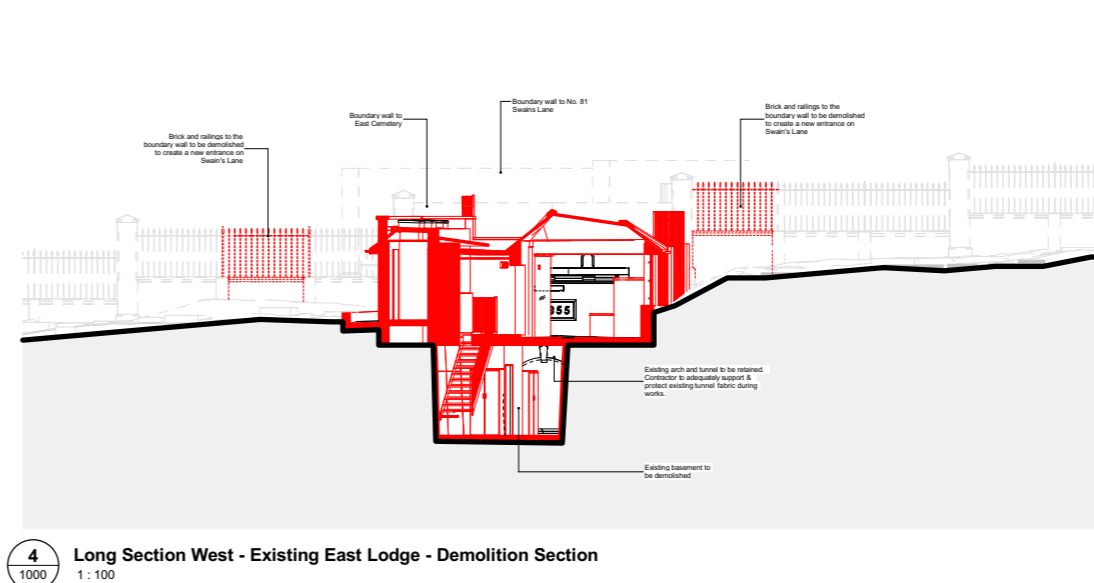 Boundary wall to No. 81
Swains Lane
Brick and railings to the
boundary wall to be demolished
to create a new entrance on
Swain's Lane
Boundary wall to
East Cemetery
Brick and railings to the
boundary wall to be demolished
to create a new entrance on
Swain's Lane
855
Existing arch and tunnel to be retained.
Contractor to adequately support &
protect existing tunnel fabric during
works.
Existing basement to
be demolished
4
1000
Long Section West - Existing East Lodge - Demolition Section
1 : 100